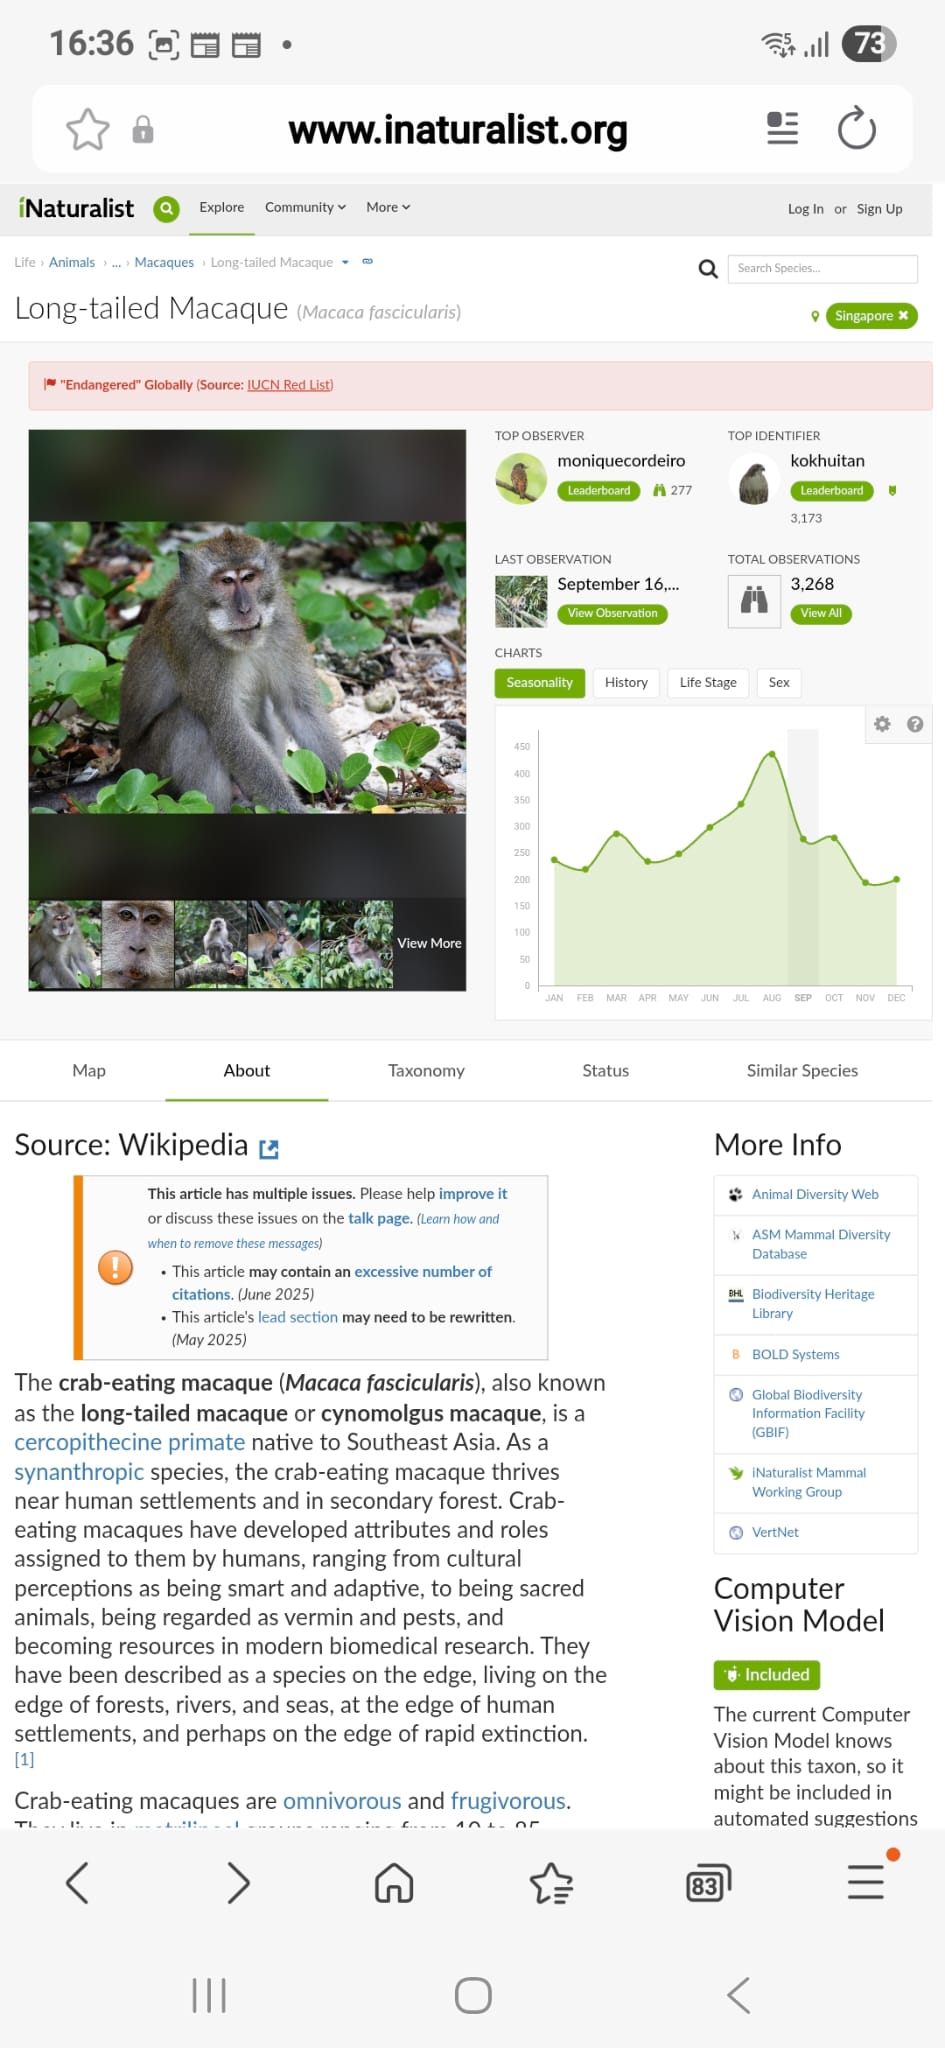 16:36
5
73
www.inaturalist.org
iNaturalist Explore Community More Log In or Sign Up
Life › Animals › ... › Macaques › Long-tailed Macaque
Search Species...
Long-tailed Macaque (Macaca fascicularis)
Singapore ✖
"Endangered" Globally (Source: IUCN Red List)
TOP OBSERVER
moniquecordeiro
Leaderboard 277
TOP IDENTIFIER
kokhuitan
Leaderboard
3,173
LAST OBSERVATION
September 16,...
View Observation
TOTAL OBSERVATIONS
3,268
View All
CHARTS
Seasonality History Life Stage Sex
450
400
350
300
250
200
150
100
50
0
JAN FEB MAR APR MAY JUN JUL AUG SEP OCT NOV DEC
View More
Map About Taxonomy Status Similar Species
Source: Wikipedia
This article has multiple issues. Please help improve it
or discuss these issues on the talk page. (Learn how and
when to remove these messages)
• This article may contain an excessive number of
citations. (June 2025)
• This article's lead section may need to be rewritten.
(May 2025)
The crab-eating macaque (Macaca fascicularis), also known
as the long-tailed macaque or cynomolgus macaque, is a
cercopithecine primate native to Southeast Asia. As a
synanthropic species, the crab-eating macaque thrives
near human settlements and in secondary forest. Crab-
eating macaques have developed attributes and roles
assigned to them by humans, ranging from cultural
perceptions as being smart and adaptive, to being sacred
animals, being regarded as vermin and pests, and
becoming resources in modern biomedical research. They
have been described as a species on the edge, living on the
edge of forests, rivers, and seas, at the edge of human
settlements, and perhaps on the edge of rapid extinction.
[1]
Crab-eating macaques are omnivorous and frugivorous.
They live in matrilineal groups ranging from 10 to 85
More Info
Animal Diversity Web
ASM Mammal Diversity
Database
BHL Biodiversity Heritage
Library
B BOLD Systems
Global Biodiversity
Information Facility
(GBIF)
iNaturalist Mammal
Working Group
VertNet
Computer
Vision Model
Included
The current Computer
Vision Model knows
about this taxon, so it
might be included in
automated suggestions
83